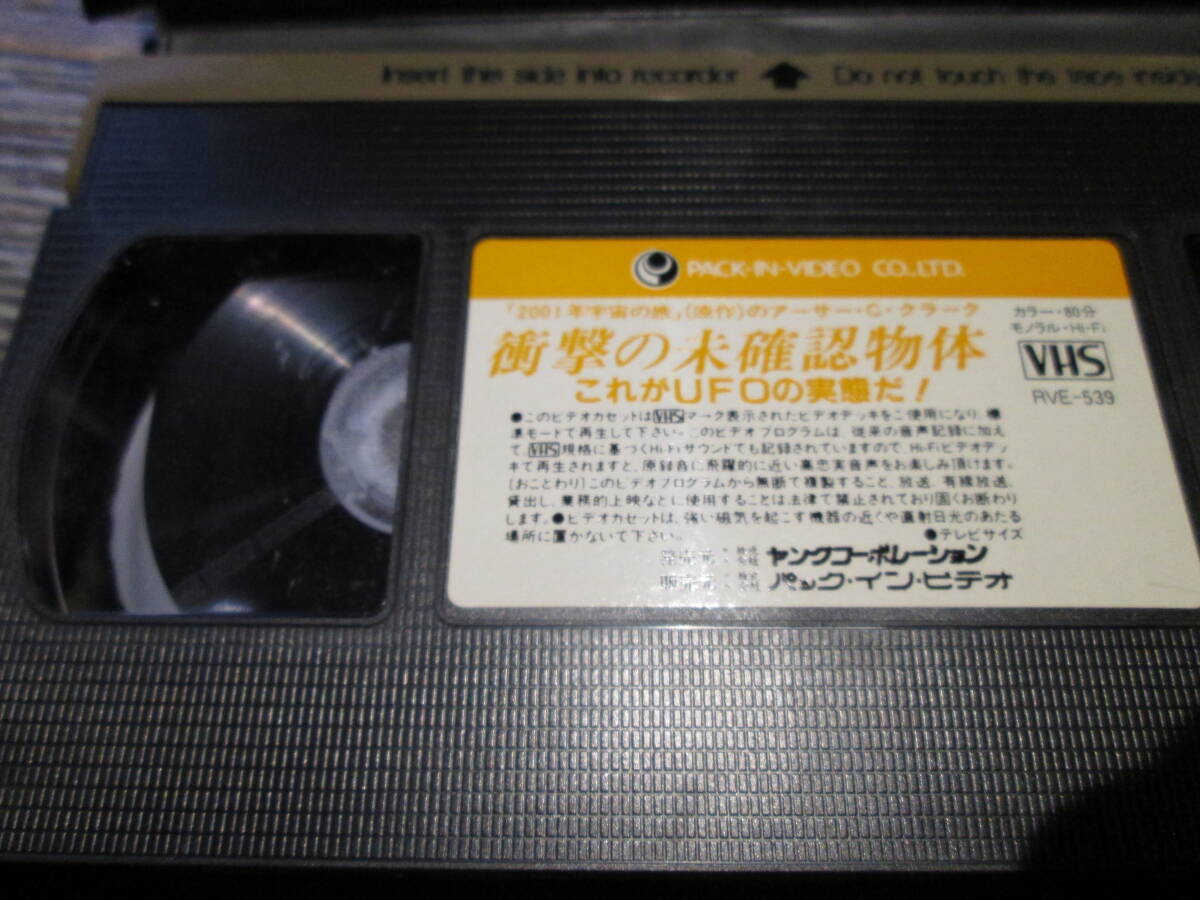 Insert this side into recorder
Do not touch the tape inside
PACK-IN-VIDEO CO.,LTD.
「2001年宇宙の旅」(原作)のアーサー・C・クラーク
衝撃の未確認物体
これがUFOの実態だ!
カラー・80分
モノラル・Hi-Fi
VHS
RVE-539
●このビデオカセットはVHSマーク表示されたビデオデッキをご使用になり、標
準モードで再生して下さい。このビデオプログラムは、従来の音声記録に加え
て、VHS規格に基づくHi-Fiサウンドでも記録されていますので、Hi-Fiビデオデッ
キで再生されますと、原録音に飛躍的に近い高忠実音声をお楽しみ頂けます。
〔おことわり〕このビデオプログラムから無断で複製すること、放送、有線放送、
貸出し、業務的上映などに使用することは法律で禁止されており固くお断わり
します。●ビデオカセットは、強い磁気を起こす機器の近くや直射日光のあたる
場所に置かないで下さい。
●テレビサイズ
発売元・株式会社 ヤングコーポレーション
販売元・株式会社 パック・イン・ビデオ